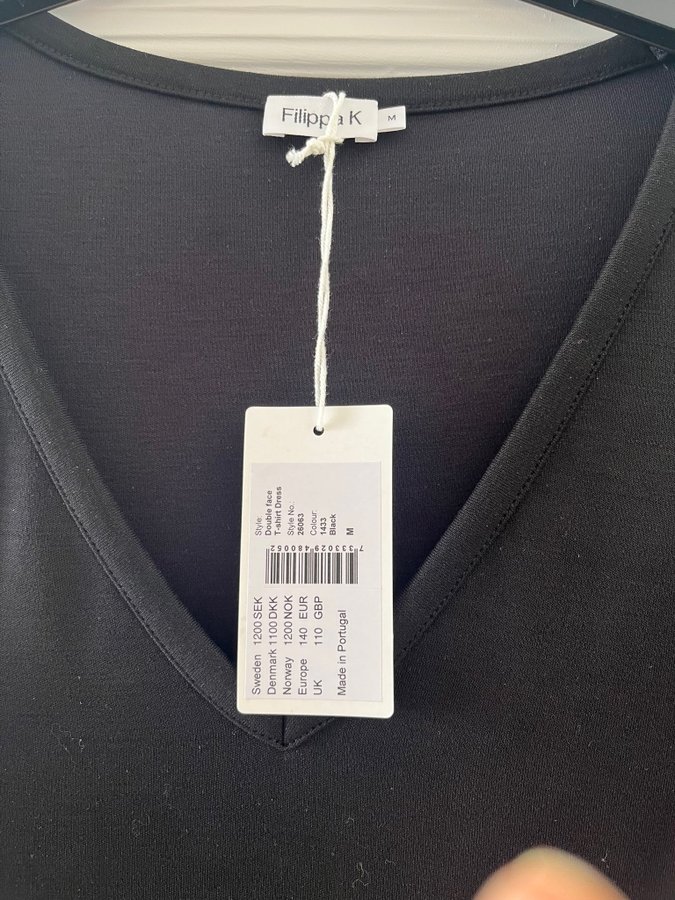 Filippa K
M
Style:
Double face
T-shirt Dress
Style No.:
26063
Colour:
1433
Black
M
7333029480052
Sweden 1200 SEK
Denmark 1100 DKK
Norway 1200 NOK
Europe 140 EUR
UK 110 GBP
Made in Portugal